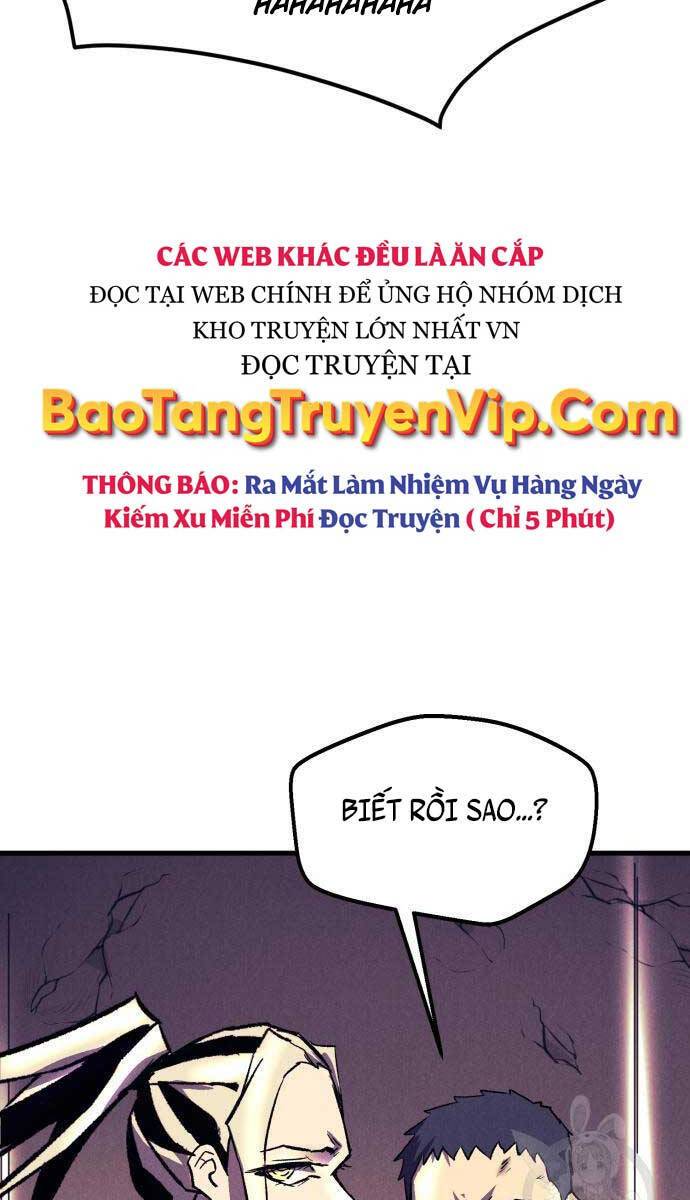 HAHAHAHAHA
CÁC WEB KHÁC ĐỀU LÀ ĂN CẮP
ĐỌC TẠI WEB CHÍNH ĐỂ ỦNG HỘ NHÓM DỊCH
KHO TRUYỆN LỚN NHẤT VN
ĐỌC TRUYỆN TẠI
BaoTangTruyenVip.Com
THÔNG BÁO: Ra Mắt Làm Nhiệm Vụ Hàng Ngày
Kiếm Xu Miễn Phí Đọc Truyện ( Chỉ 5 Phút)
BIẾT RỒI SAO...?